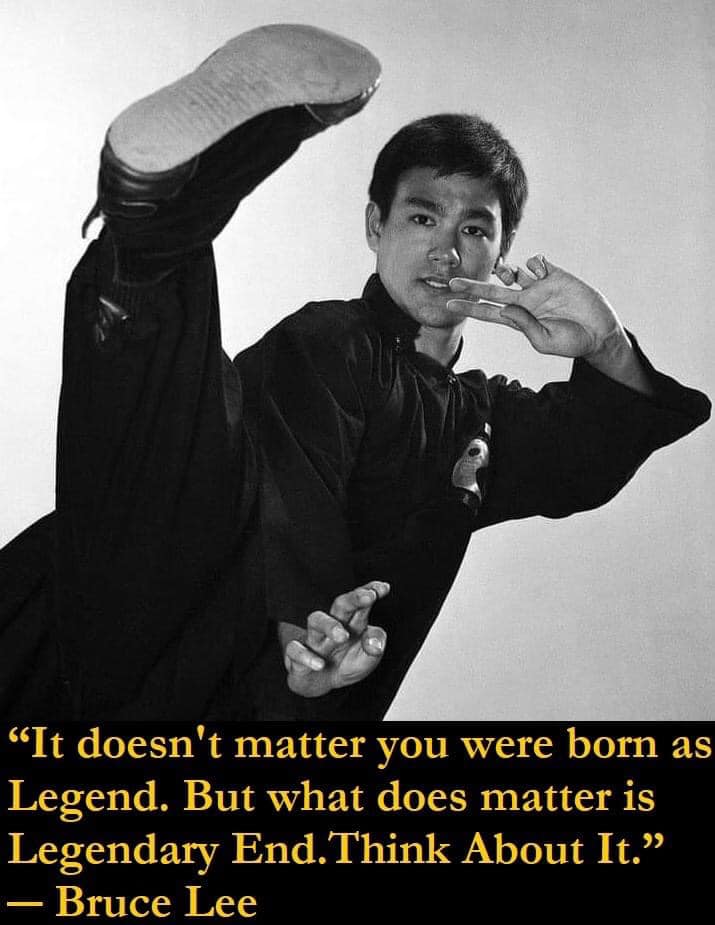 “It doesn't matter you were born as
Legend. But what does matter is
Legendary End.Think About It.”
— Bruce Lee